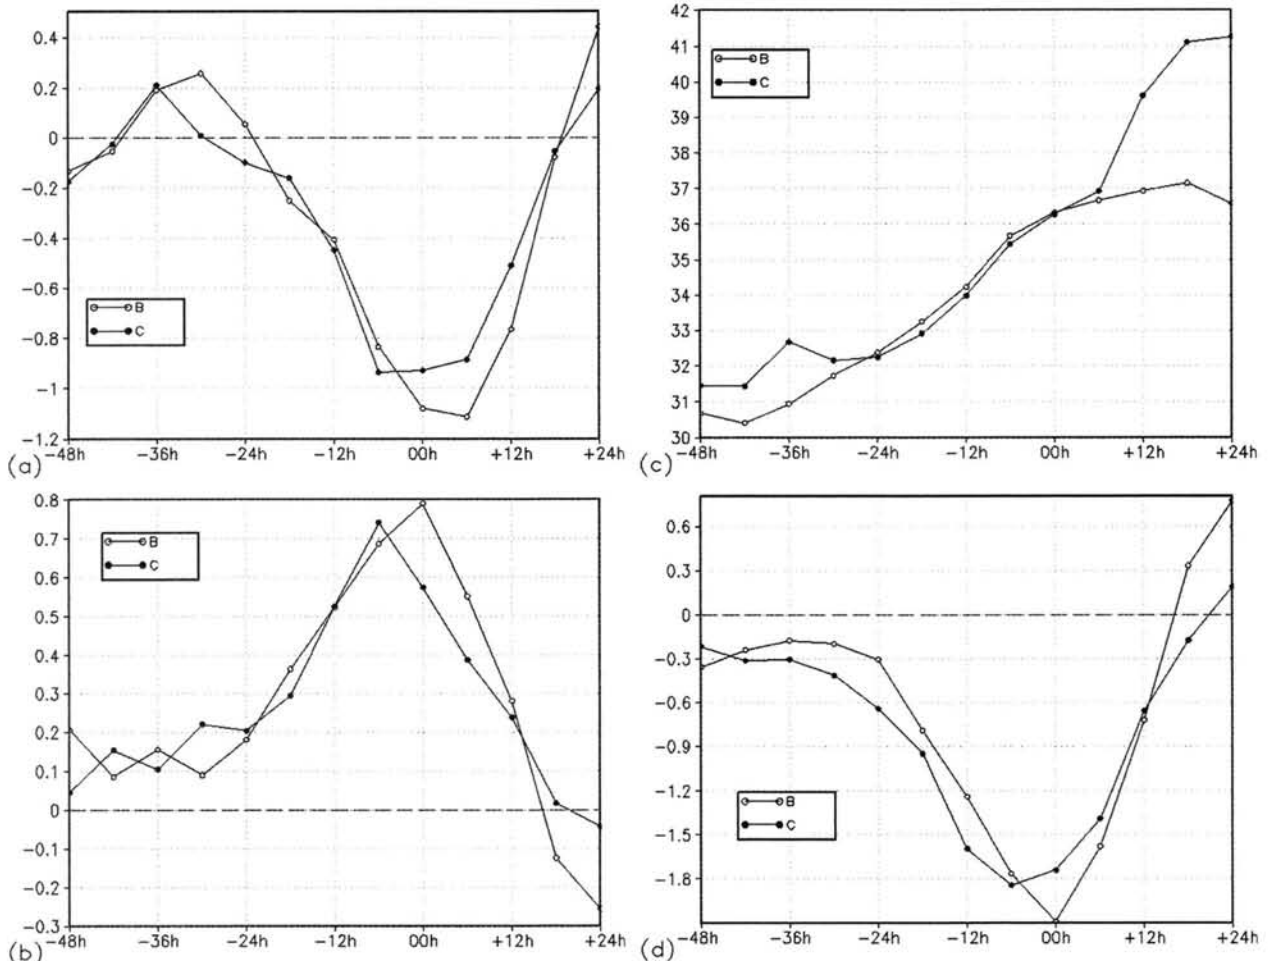 0.4
0.2
0
−0.2
−0.4
−0.6
−0.8
−1
−1.2
B
C
−48h −36h −24h −12h 00h +12h +24h
(a)
42
41
40
39
38
37
36
35
34
33
32
31
30
B
C
−48h −36h −24h −12h 00h +12h +24h
(c)
0.8
0.7
0.6
0.5
0.4
0.3
0.2
0.1
0
−0.1
−0.2
−0.3
B
C
−48h −36h −24h −12h 00h +12h +24h
(b)
0.6
0.3
0
−0.3
−0.6
−0.9
−1.2
−1.5
−1.8
B
C
−48h −36h −24h −12h 00h +12h +24h
(d)